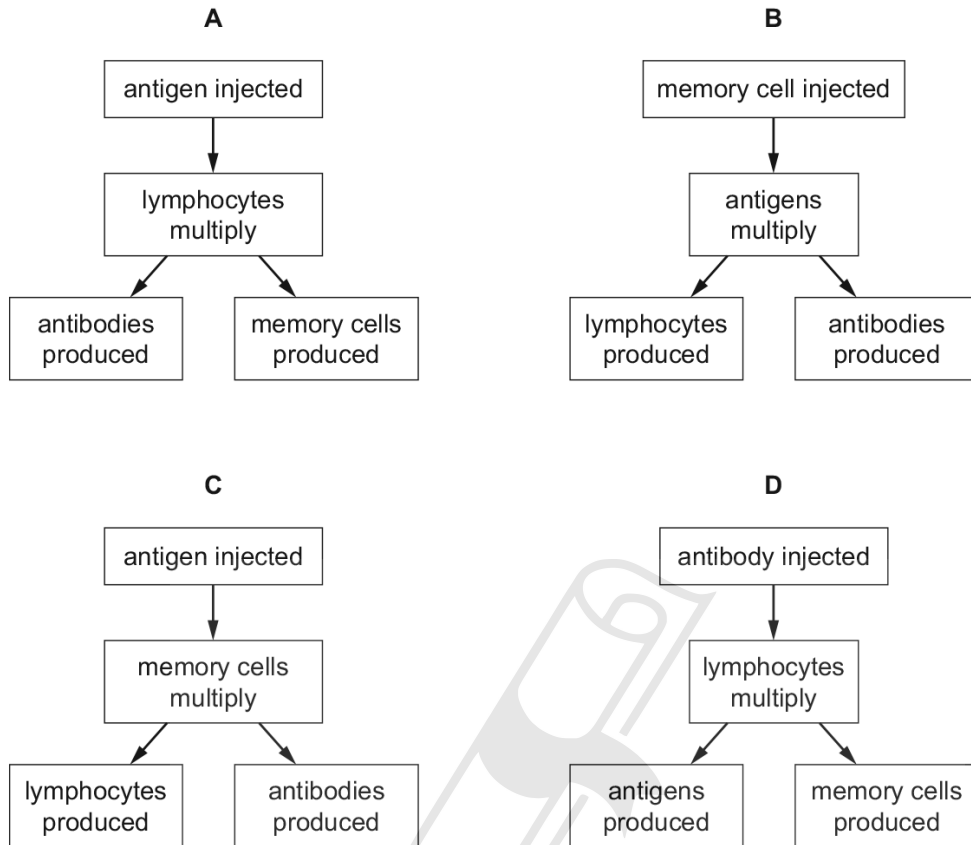 A
antigen injected
lymphocytes
multiply
antibodies
produced
memory cells
produced
B
memory cell injected
antigens
multiply
lymphocytes
produced
antibodies
produced
C
antigen injected
memory cells
multiply
lymphocytes
produced
antibodies
produced
D
antibody injected
lymphocytes
multiply
antigens
produced
memory cells
produced